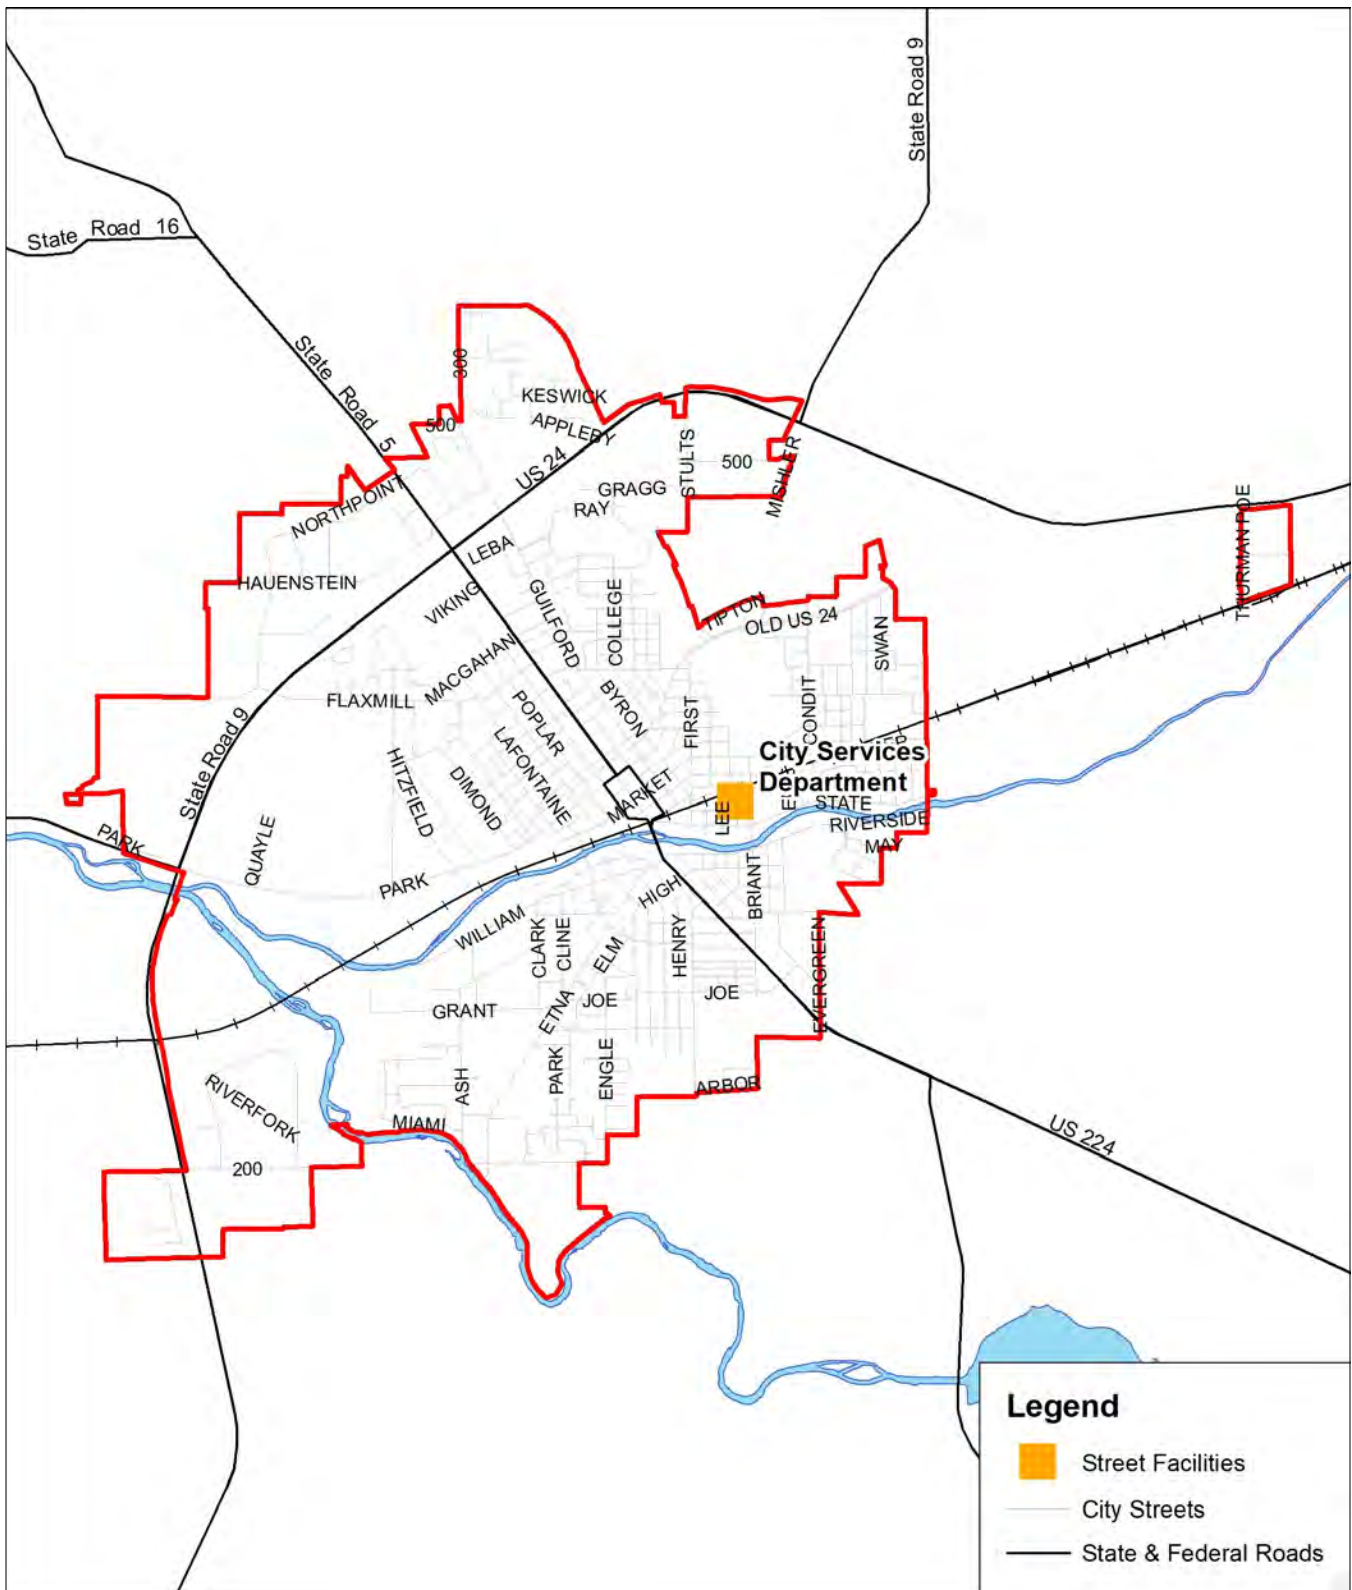 State Road 9
State Road 16
State Road 5
300
KESWICK
APPLEBY
500
US 24
STULTS
500
MISHLER
GRAGG
RAY
NORTHPOINT
THURMAN POE
LEBA
HAUENSTEIN
VIKING
GUILFORD
COLLEGE
TIPTON
OLD US 24
SWAN
MACGAHAN
FLAXMILL
POPLAR
BYRON
FIRST
CONDIT
LAFONTAINE
HITZFIELD
DIMOND
State Road 9
City Services
Department
MARKET
LEE
STATE
RIVERSIDE
MAY
PARK
QUAYLE
PARK
HIGH
BRIANT
WILLIAM
CLARK
CLINE
ELM
HENRY
EVERGREEN
GRANT
ETNA
JOE
JOE
ASH
PARK
ENGLE
ARBOR
RIVERFORK
MIAMI
US 224
200
Legend
Street Facilities
City Streets
State & Federal Roads